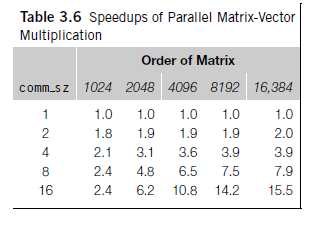 Table 3.6 Speedups of Parallel Matrix-Vector
Multiplication
Order of Matrix
comm_sz 1024 2048 4096 8192 16,384
1 1.0 1.0 1.0 1.0 1.0
2 1.8 1.9 1.9 1.9 2.0
4 2.1 3.1 3.6 3.9 3.9
8 2.4 4.8 6.5 7.5 7.9
16 2.4 6.2 10.8 14.2 15.5